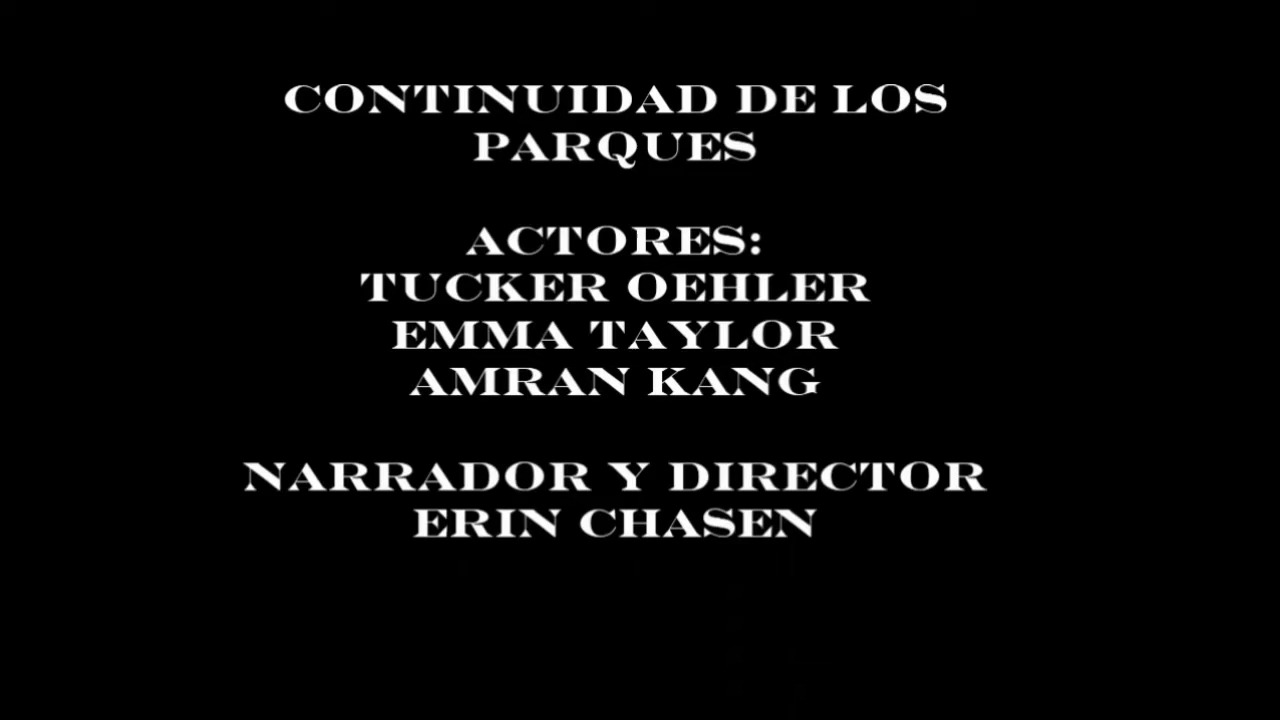 CONTINUIDAD DE LOS
PARQUES
ACTORES:
TUCKER OEHLER
EMMA TAYLOR
AMRAN KANG
NARRADOR Y DIRECTOR
ERIN CHASEN